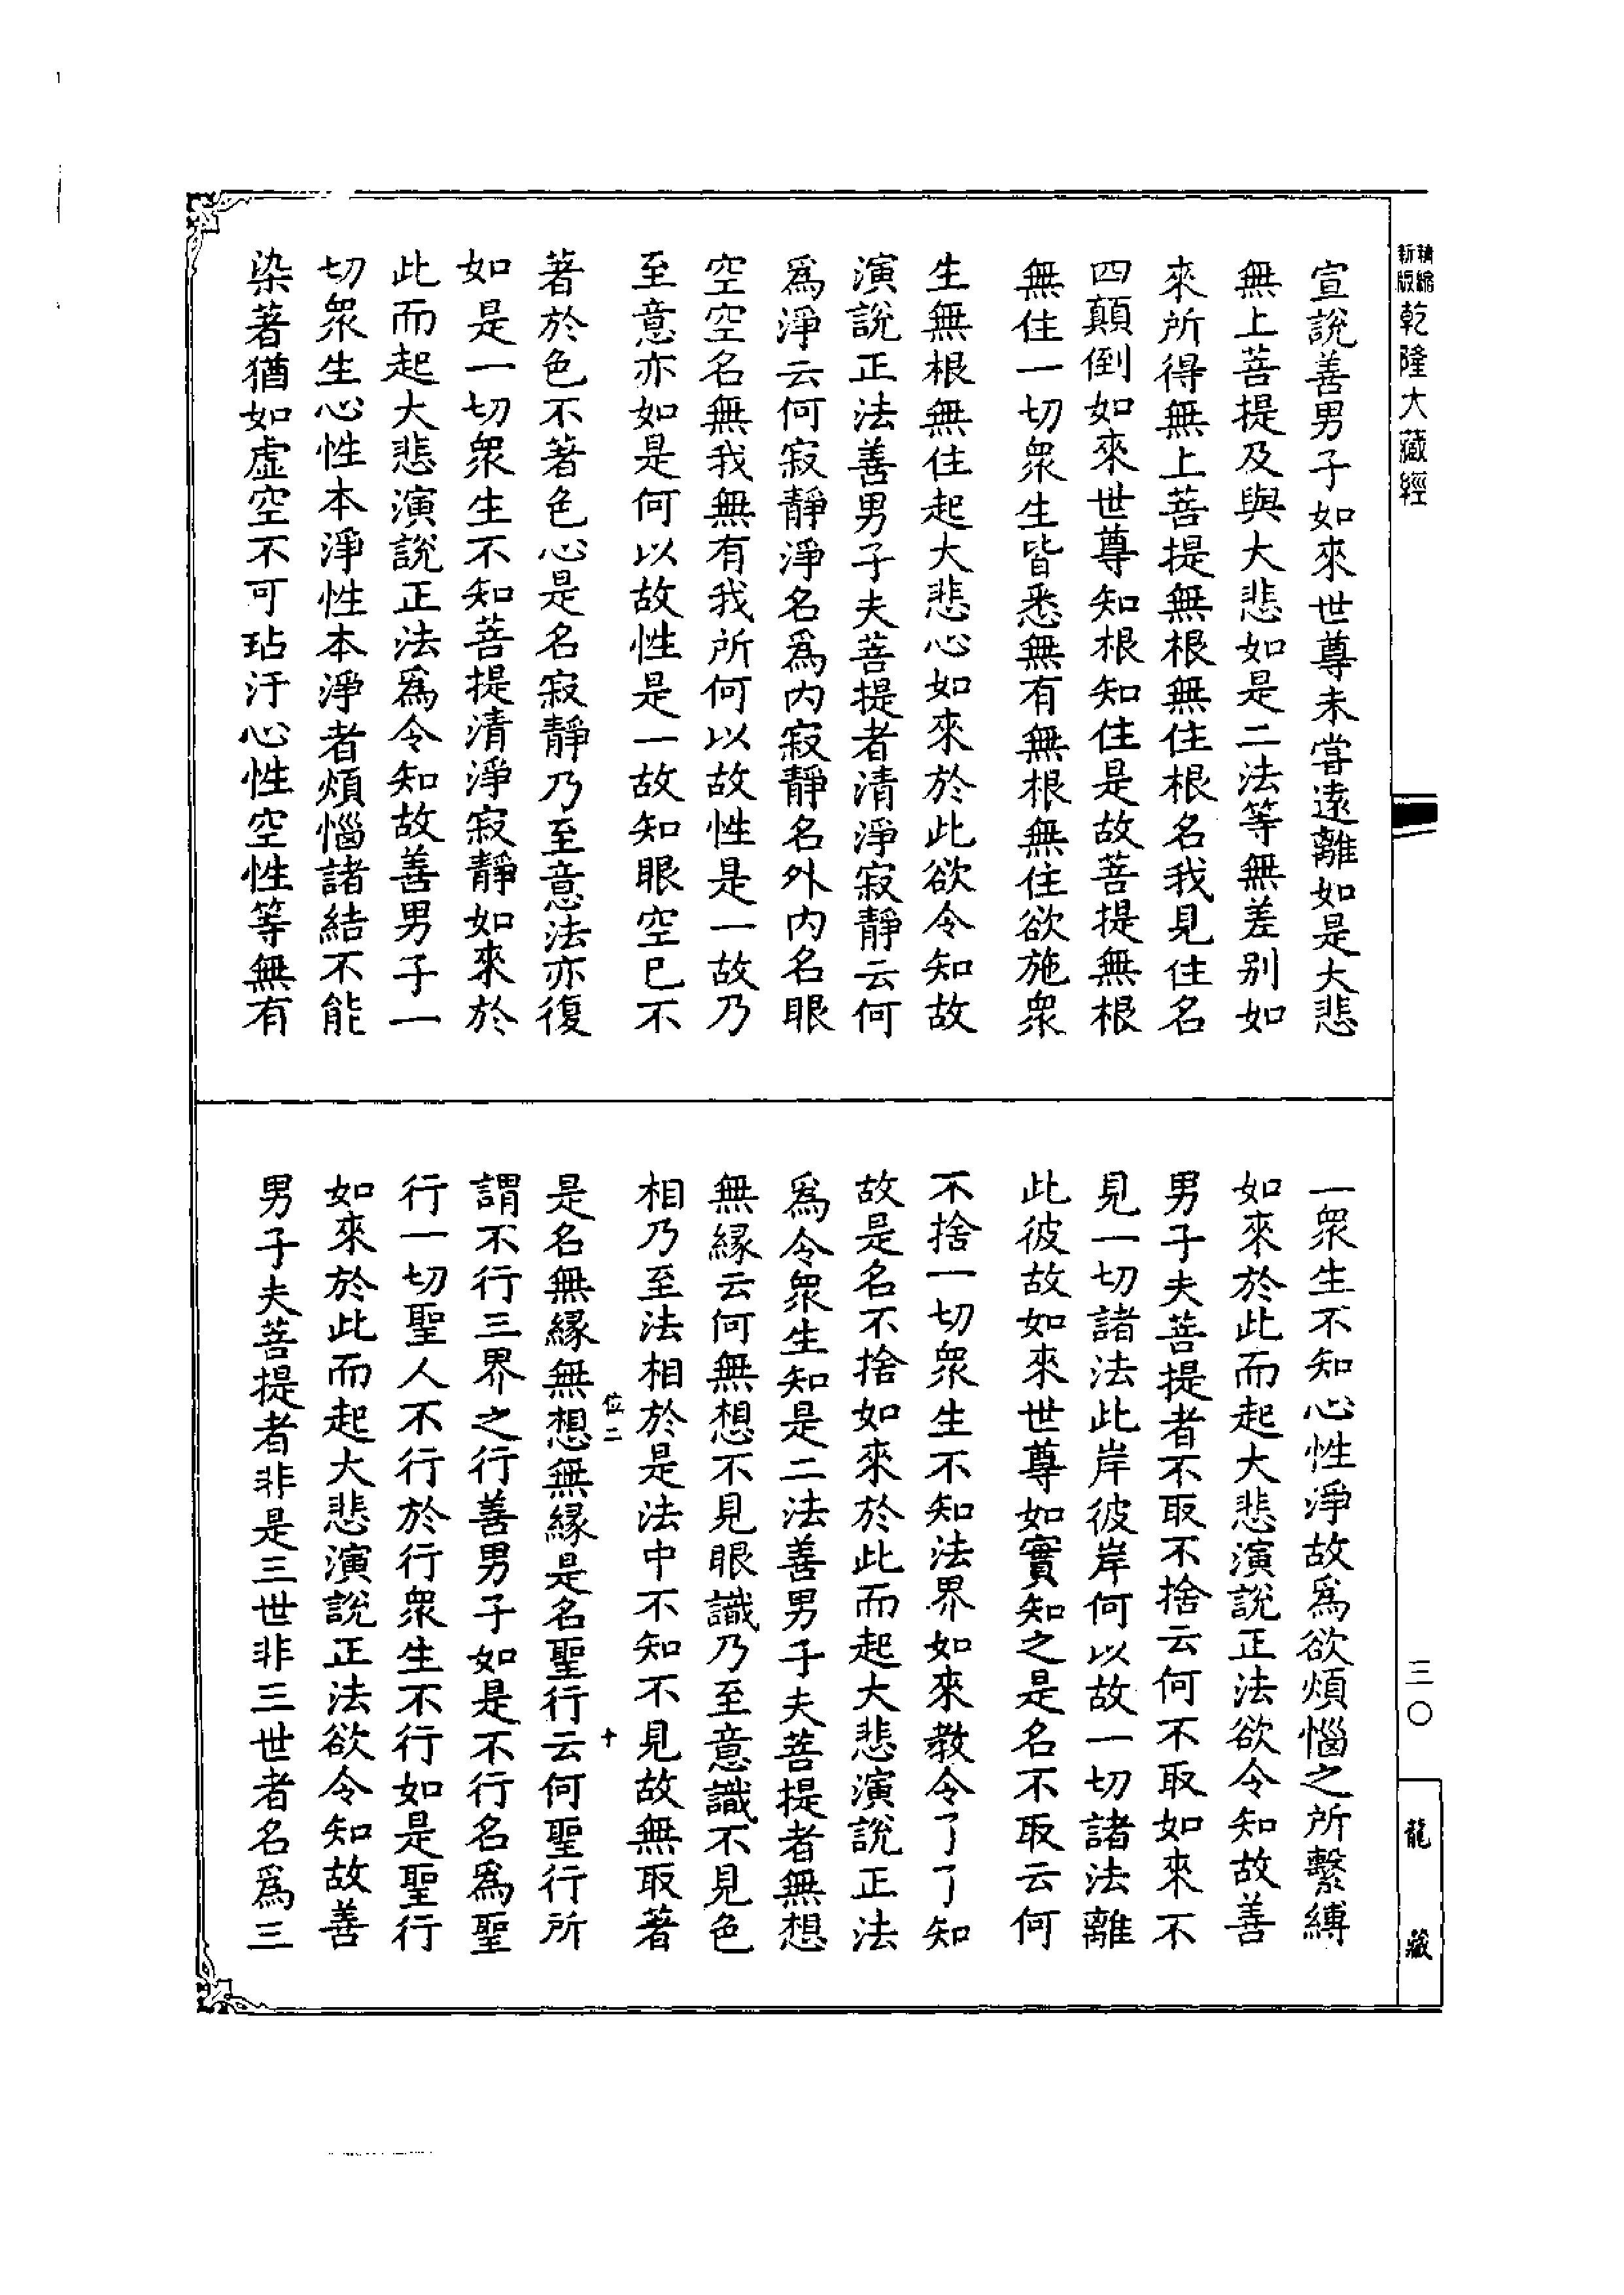 精縮
新版
乾隆大藏經
宣說善男子如來世尊未甞遠離如是大悲
無上菩提及與大悲如是二法等無差别如
來所得無上菩提無根無住根名我見住名
四顛倒如來世尊知根知住是故菩提無根
無住一切衆生皆悉無有無根無住欲施衆
生無根無住起大悲心如來於此欲令知故
演說正法善男子夫菩提者清淨寂靜云何
爲淨云何寂靜淨名爲内寂靜名外内名眼
空空名無我無有我所何以故性是一故乃
至意亦如是何以故性是一故知眼空已不
著於色不著色心是名寂靜乃至意法亦復
如是一切衆生不知菩提清淨寂靜如來於
此而起大悲演說正法爲令知故善男子一
切衆生心性本淨性本淨者煩惱諸結不能
染著猶如虚空不可玷汙心性空性等無有
一衆生不知心性淨故爲欲煩惱之所繫縛
如來於此而起大悲演說正法欲令知故善
男子夫菩提者不取不捨云何不取如來不
見一切諸法此岸彼岸何以故一切諸法離
此彼故如來世尊如實知之是名不取云何
不捨一切衆生不知法界如來教令了了知
故是名不捨如來於此而起大悲演說正法
爲令衆生知是二法善男子夫菩提者無想
無緣云何無想不見眼識乃至意識不見色
相乃至法相於是法中不知不見故無取著
位二
十
是名無緣無想無緣是名聖行云何聖行所
謂不行三界之行善男子如是不行名爲聖
行一切聖人不行於行衆生不行如是聖行
如來於此而起大悲演說正法欲令知故善
男子夫菩提者非是三世非三世者名爲三
三〇
龍藏